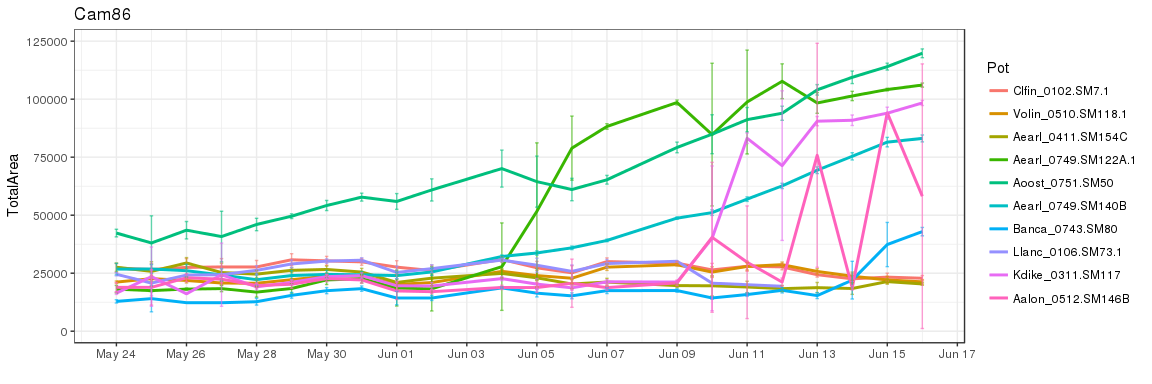 Cam86
TotalArea
125000
100000
75000
50000
25000
0
May 24
May 26
May 28
May 30
Jun 01
Jun 03
Jun 05
Jun 07
Jun 09
Jun 11
Jun 13
Jun 15
Jun 17
Pot
Clfin_0102.SM7.1
Volin_0510.SM118.1
Aearl_0411.SM154C
Aearl_0749.SM122A.1
Aoost_0751.SM50
Aearl_0749.SM140B
Banca_0743.SM80
Llanc_0106.SM73.1
Kdike_0311.SM117
Aalon_0512.SM146B